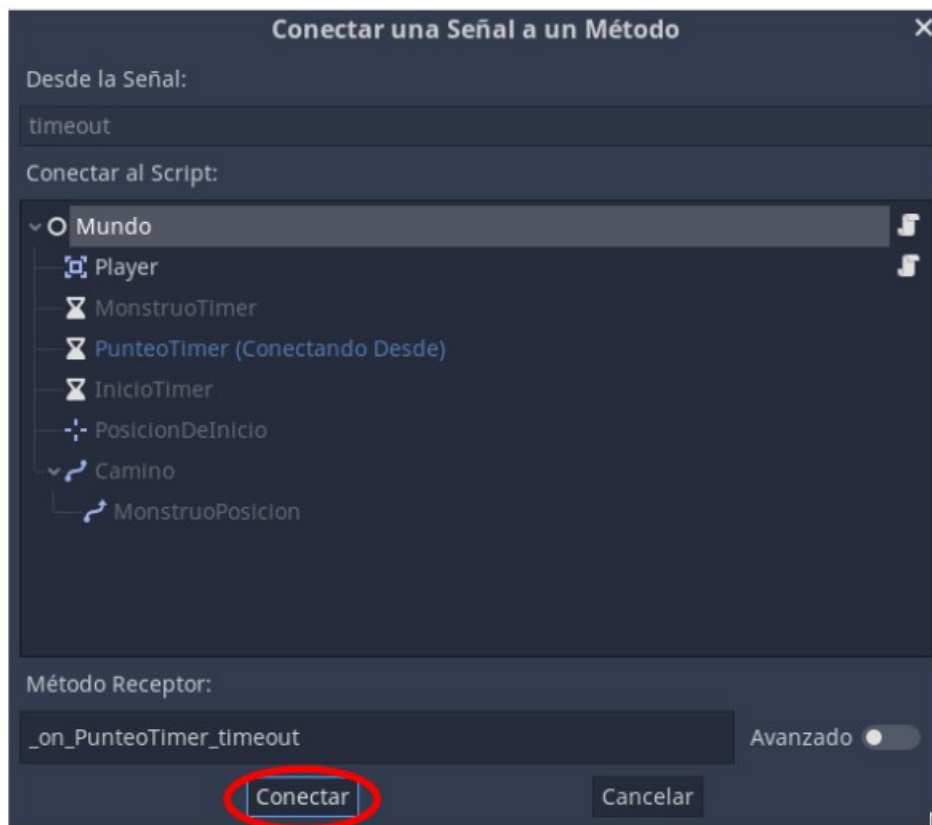 Conectar una Señal a un Método
Desde la Señal:
timeout
Conectar al Script:
Mundo
Player
MonstruoTimer
PunteoTimer (Conectando Desde)
InicioTimer
PosicionDeInicio
Camino
MonstruoPosicion
Método Receptor:
_on_PunteoTimer_timeout Avanzado
Conectar Cancelar